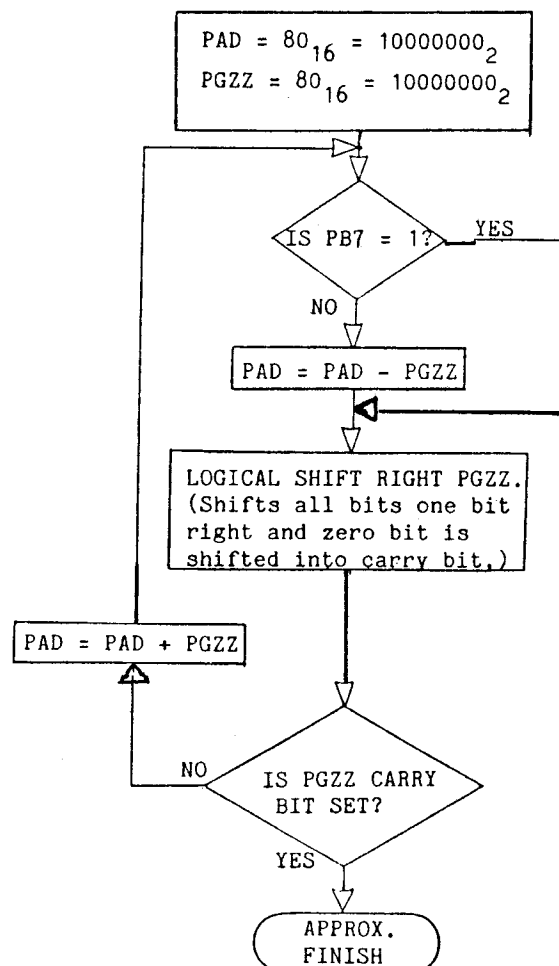 PAD = 80₁₆ = 10000000₂
PGZZ = 80₁₆ = 10000000₂
IS PB7 = 1?
YES
NO
PAD = PAD - PGZZ
LOGICAL SHIFT RIGHT PGZZ.
(Shifts all bits one bit
right and zero bit is
shifted into carry bit,)
PAD = PAD + PGZZ
NO
IS PGZZ CARRY
BIT SET?
YES
APPROX.
FINISH